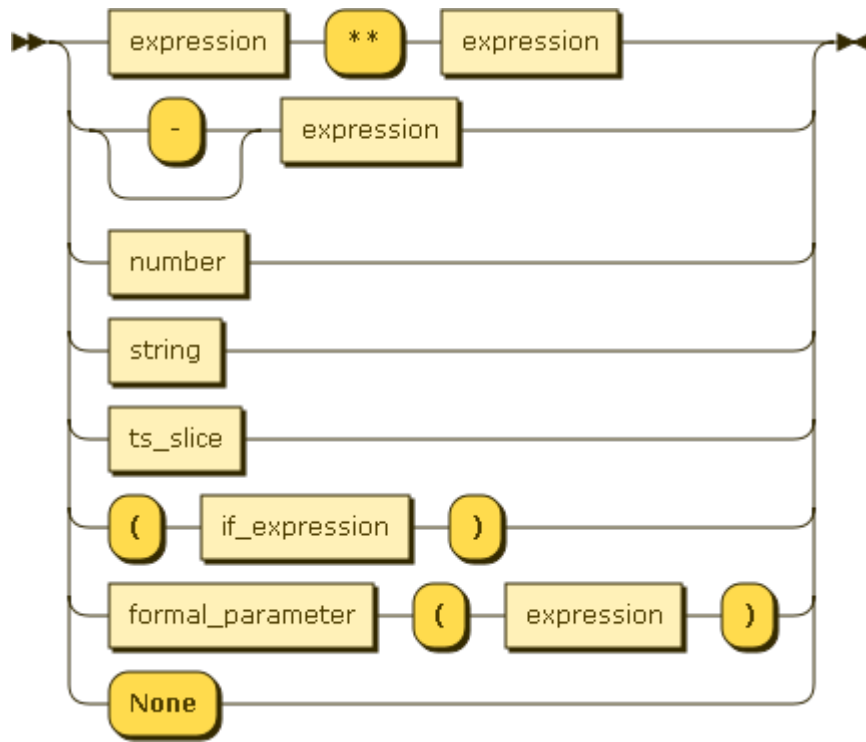 expression ** expression
- expression
number
string
ts_slice
( if_expression )
formal_parameter ( expression )
None